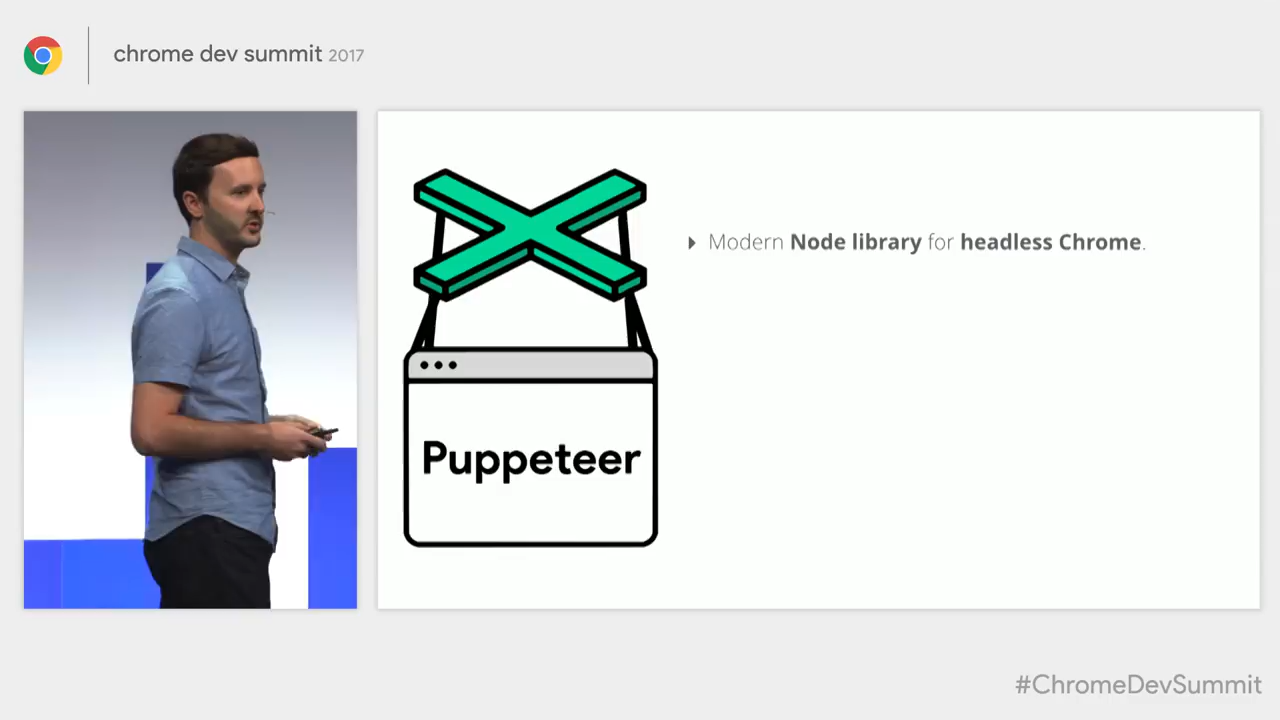 chrome dev summit 2017
Modern Node library for headless Chrome.
Puppeteer
#ChromeDevSummit